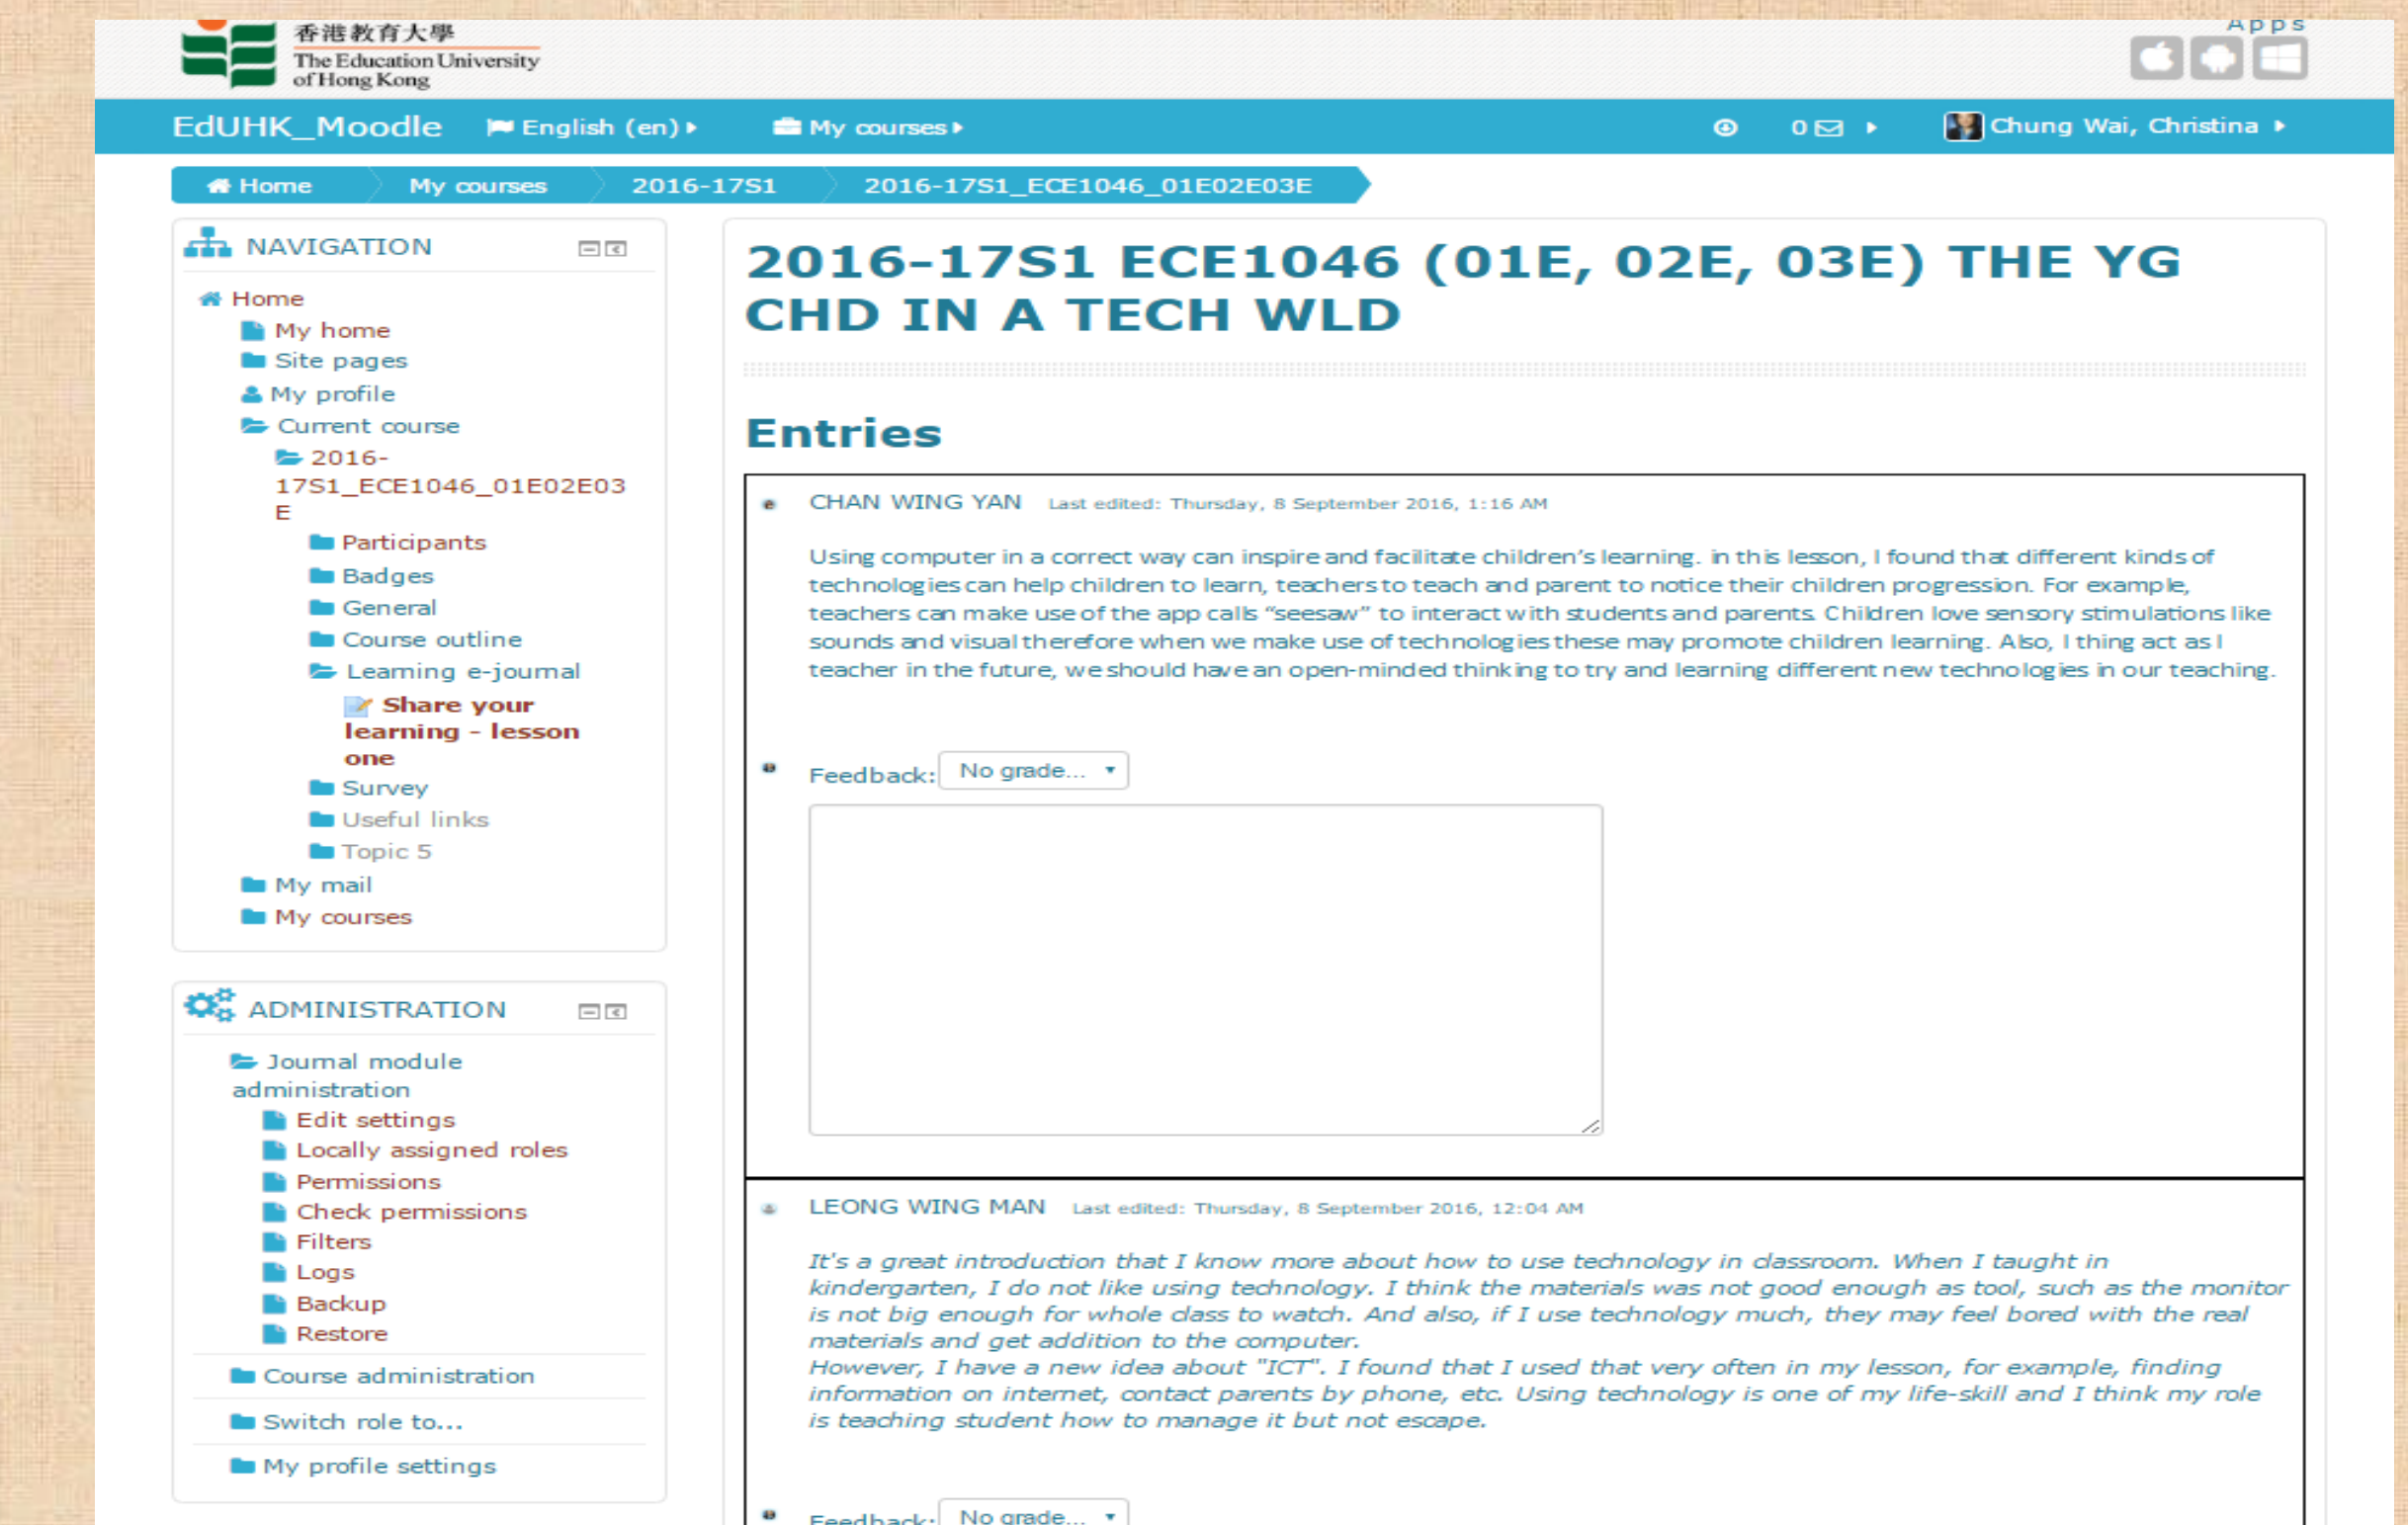 香港教育大學
The Education University
of Hong Kong
Apps
EdUHK_Moodle English (en) My courses 0 Chung Wai, Christina
Home My courses 2016-17S1 2016-17S1_ECE1046_01E02E03E
NAVIGATION
Home
My home
Site pages
My profile
Current course
2016-
17S1_ECE1046_01E02E03
E
Participants
Badges
General
Course outline
Learning e-journal
Share your
learning - lesson
one
Survey
Useful links
Topic 5
My mail
My courses
ADMINISTRATION
Journal module
administration
Edit settings
Locally assigned roles
Permissions
Check permissions
Filters
Logs
Backup
Restore
Course administration
Switch role to...
My profile settings
2016-17S1 ECE1046 (01E, 02E, 03E) THE YG
CHD IN A TECH WLD
Entries
CHAN WING YAN Last edited: Thursday, 8 September 2016, 1:16 AM
Using computer in a correct way can inspire and facilitate children’s learning. in this lesson, I found that different kinds of
technologies can help children to learn, teachers to teach and parent to notice their children progression. For example,
teachers can make use of the app calls “seesaw” to interact with students and parents. Children love sensory stimulations like
sounds and visual therefore when we make use of technologies these may promote children learning. Also, I thing act as I
teacher in the future, we should have an open-minded thinking to try and learning different new technologies in our teaching.
Feedback: No grade...
LEONG WING MAN Last edited: Thursday, 8 September 2016, 12:04 AM
It's a great introduction that I know more about how to use technology in classroom. When I taught in
kindergarten, I do not like using technology. I think the materials was not good enough as tool, such as the monitor
is not big enough for whole class to watch. And also, if I use technology much, they may feel bored with the real
materials and get addition to the computer.
However, I have a new idea about "ICT". I found that I used that very often in my lesson, for example, finding
information on internet, contact parents by phone, etc. Using technology is one of my life-skill and I think my role
is teaching student how to manage it but not escape.
Feedback: No grade...